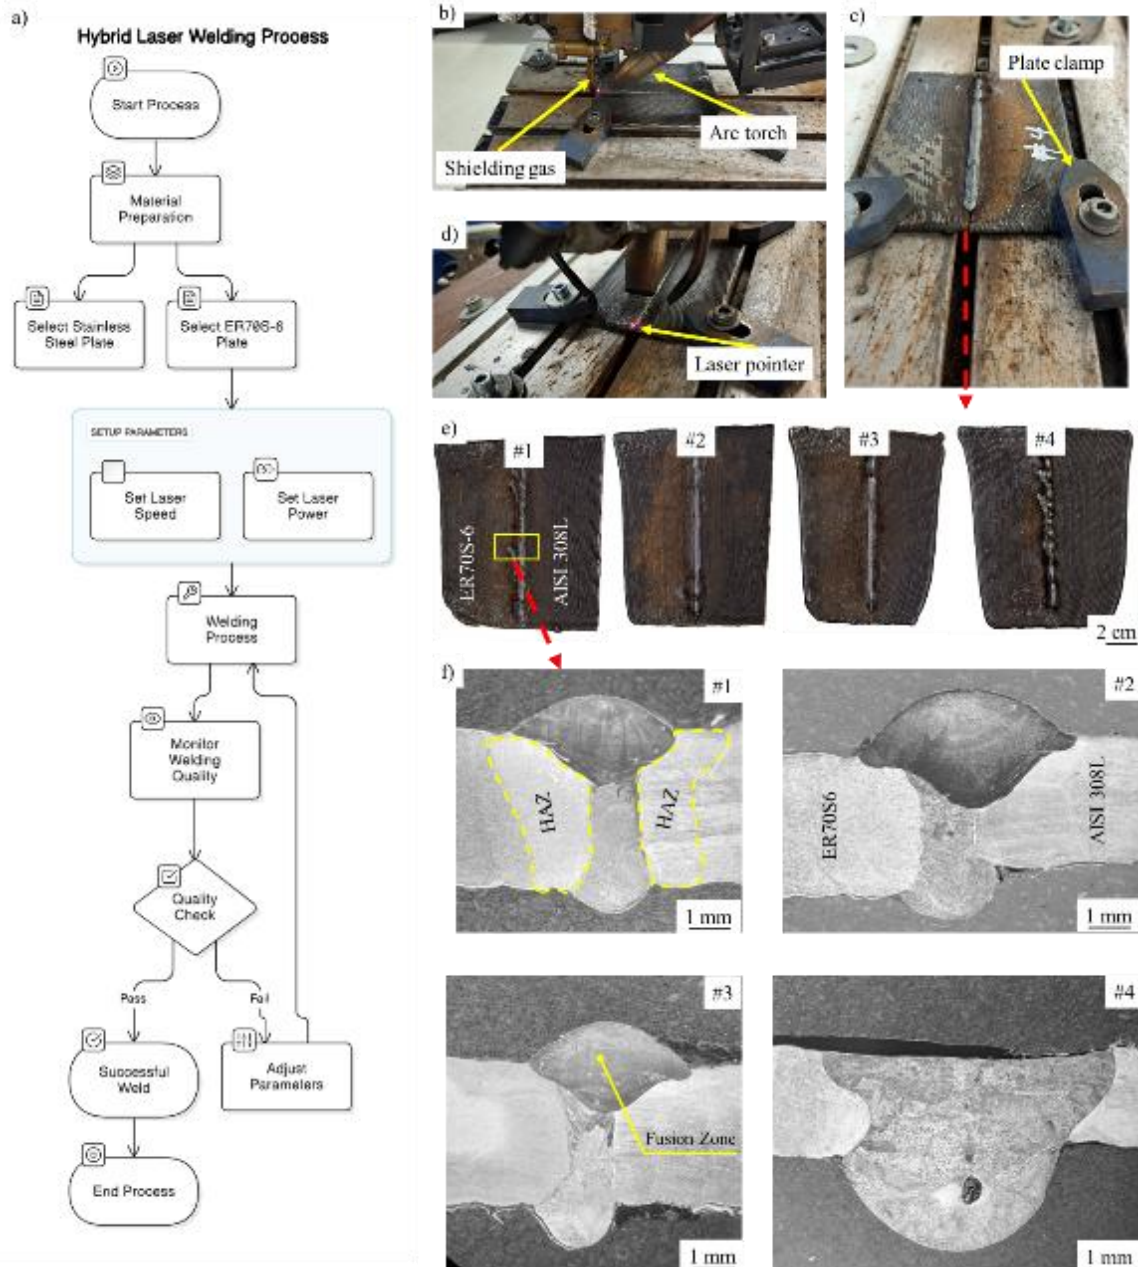 a)
Hybrid Laser Welding Process
Start Process
Material
Preparation
Select Stainless
Steel Plate
Select ER70S-6
Plate
SETUP PARAMETERS
Set Laser
Speed
Set Laser
Power
Welding
Process
Monitor
Welding
Quality
Quality
Check
Pass
Fail
Successful
Weld
Adjust
Parameters
End Process
b)
Shielding gas
Arc torch
c)
Plate clamp
#4
d)
Laser pointer
e)
#1
#2
#3
#4
ER70S-6
AISI 308L
2 cm
f)
#1
HAZ
HAZ
1 mm
#2
ER70S6
AISI 308L
1 mm
#3
Fusion Zone
1 mm
#4
1 mm